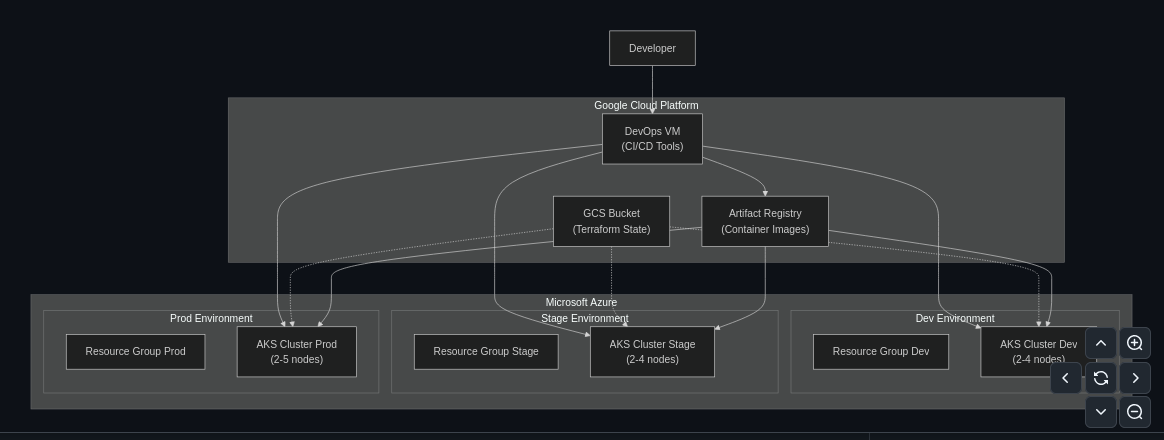 Developer
Google Cloud Platform
DevOps VM
(CI/CD Tools)
GCS Bucket
(Terraform State)
Artifact Registry
(Container Images)
Microsoft Azure
Prod Environment
Stage Environment
Dev Environment
Resource Group Prod
AKS Cluster Prod
(2-5 nodes)
Resource Group Stage
AKS Cluster Stage
(2-4 nodes)
Resource Group Dev
AKS Cluster Dev
(2-4 nodes)